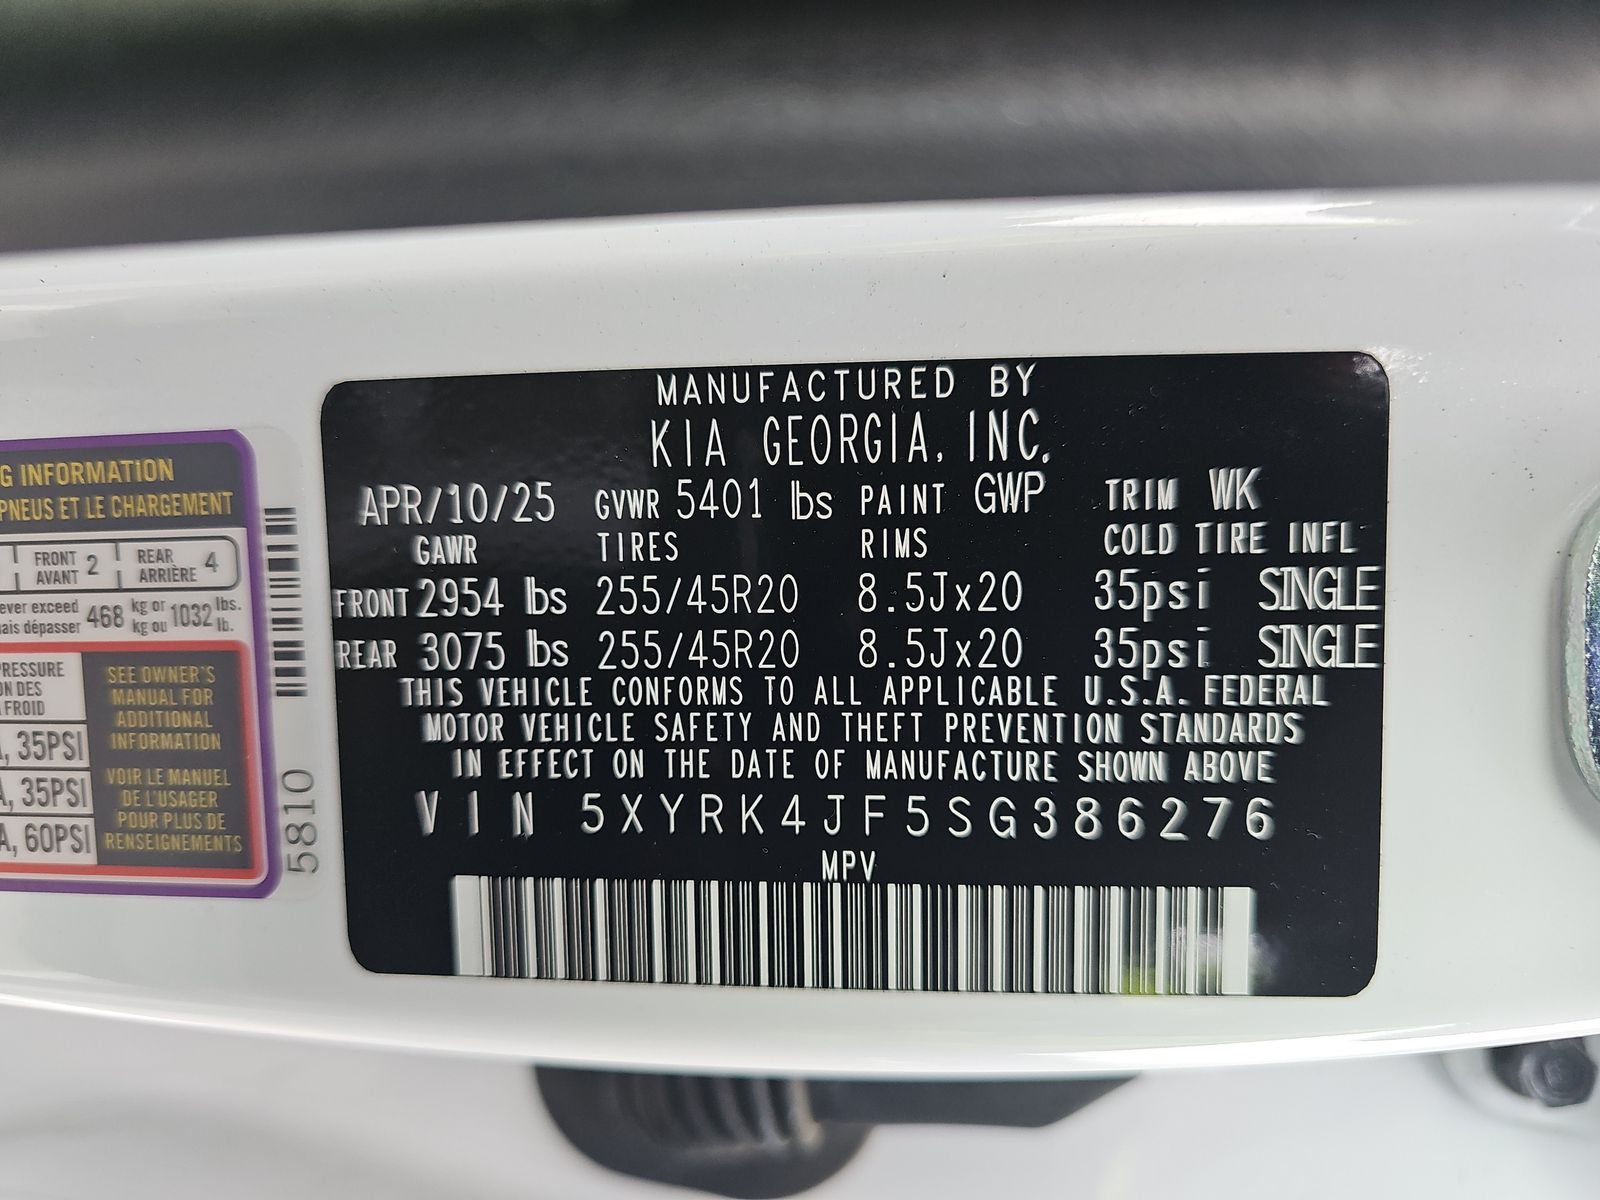 G INFORMATION
PNEUS ET LE CHARGEMENT
FRONT AVANT 2 REAR ARRIÈRE 4
ever exceed 468 kg or 1032 lbs.
ais dépasser kg ou lb.
PRESSURE
ON DES
FROID
, 35PSI
A, 35PSI
A, 60PSI
SEE OWNER'S
MANUAL FOR
ADDITIONAL
INFORMATION
VOIR LE MANUEL
DE L'USAGER
POUR PLUS DE
RENSEIGNEMENTS
5810
MANUFACTURED BY
KIA GEORGIA, INC.
APR/10/25 GVWR 5401 lbs PAINT GWP TRIM WK
GAWR TIRES RIMS COLD TIRE INFL
FRONT 2954 lbs 255/45R20 8.5Jx20 35psi SINGLE
REAR 3075 lbs 255/45R20 8.5Jx20 35psi SINGLE
THIS VEHICLE CONFORMS TO ALL APPLICABLE U.S.A. FEDERAL
MOTOR VEHICLE SAFETY AND THEFT PREVENTION STANDARDS
IN EFFECT ON THE DATE OF MANUFACTURE SHOWN ABOVE
VIN 5XYRK4JF5SG386276
MPV